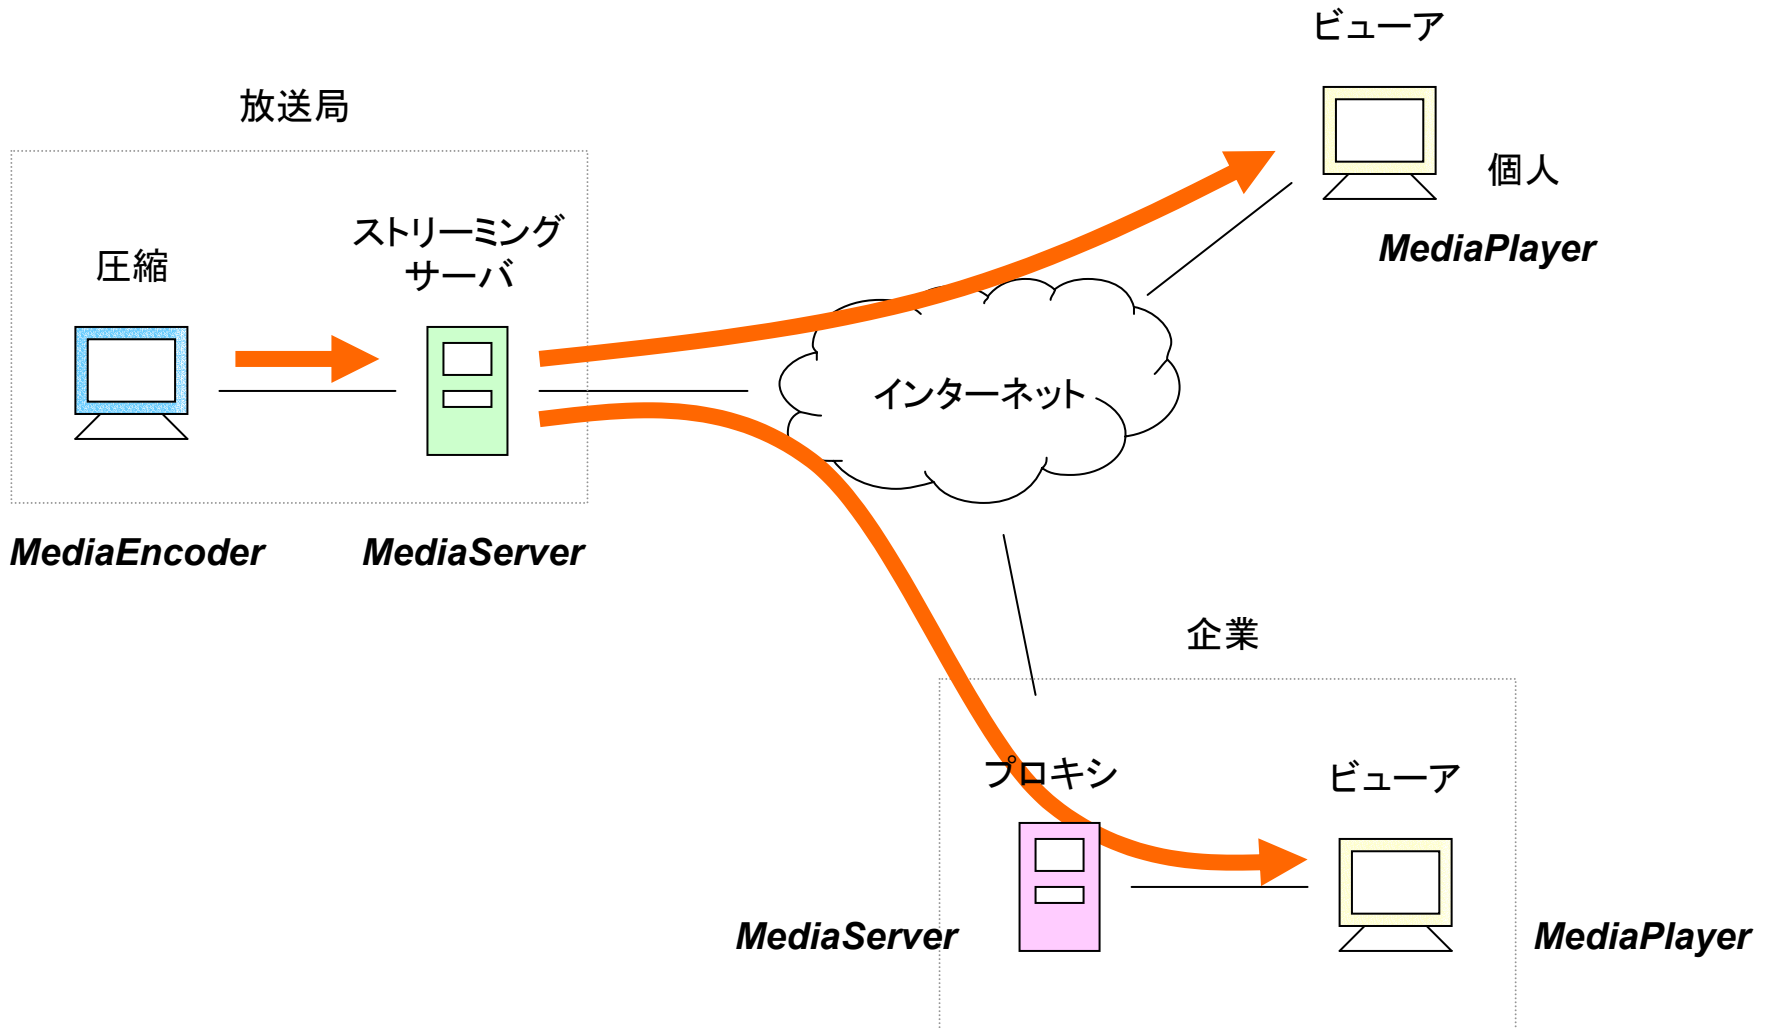 ビューア
放送局
個人
ストリーミング
サーバ
圧縮
MediaPlayer
インターネット
MediaEncoder
MediaServer
企業
プロキシ
ビューア
MediaServer
MediaPlayer